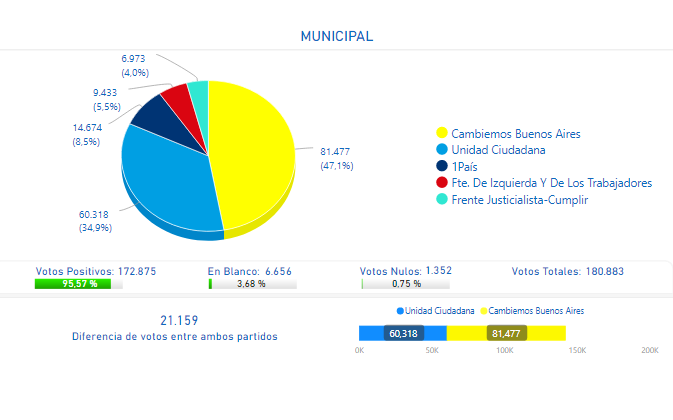 MUNICIPAL
6.973
(4,0%)
9.433
(5,5%)
14.674
(8,5%)
81.477
(47,1%)
60.318
(34,9%)
Cambiemos Buenos Aires
Unidad Ciudadana
1País
Fte. De Izquierda Y De Los Trabajadores
Frente Justicialista-Cumplir
Votos Positivos: 172.875
95,57 %
En Blanco: 6.656
3,68 %
Votos Nulos: 1.352
0,75 %
Votos Totales: 180.883
21.159
Diferencia de votos entre ambos partidos
Unidad Ciudadana Cambiemos Buenos Aires
60,318 81,477
0K 50K 100K 150K 200K